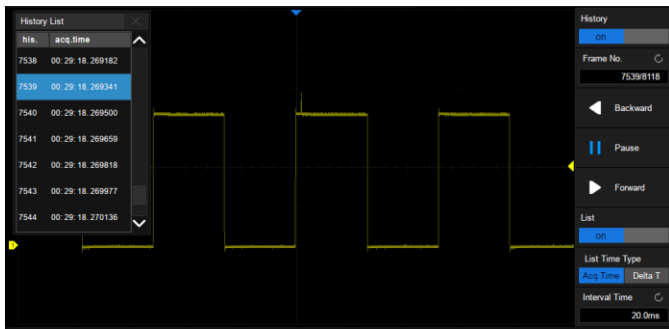 History List
his. acq.time
7538 00: 29: 18. 269182
7539 00: 29: 18. 269341
7540 00: 29: 18. 269500
7541 00: 29: 18. 269659
7542 00: 29: 18. 269818
7543 00: 29: 18. 269977
7544 00: 29: 18. 270136
History
on
Frame No.
7539/8118
Backward
Pause
Forward
List
on
List Time Type
Acq Time Delta T
Interval Time
20.0ms